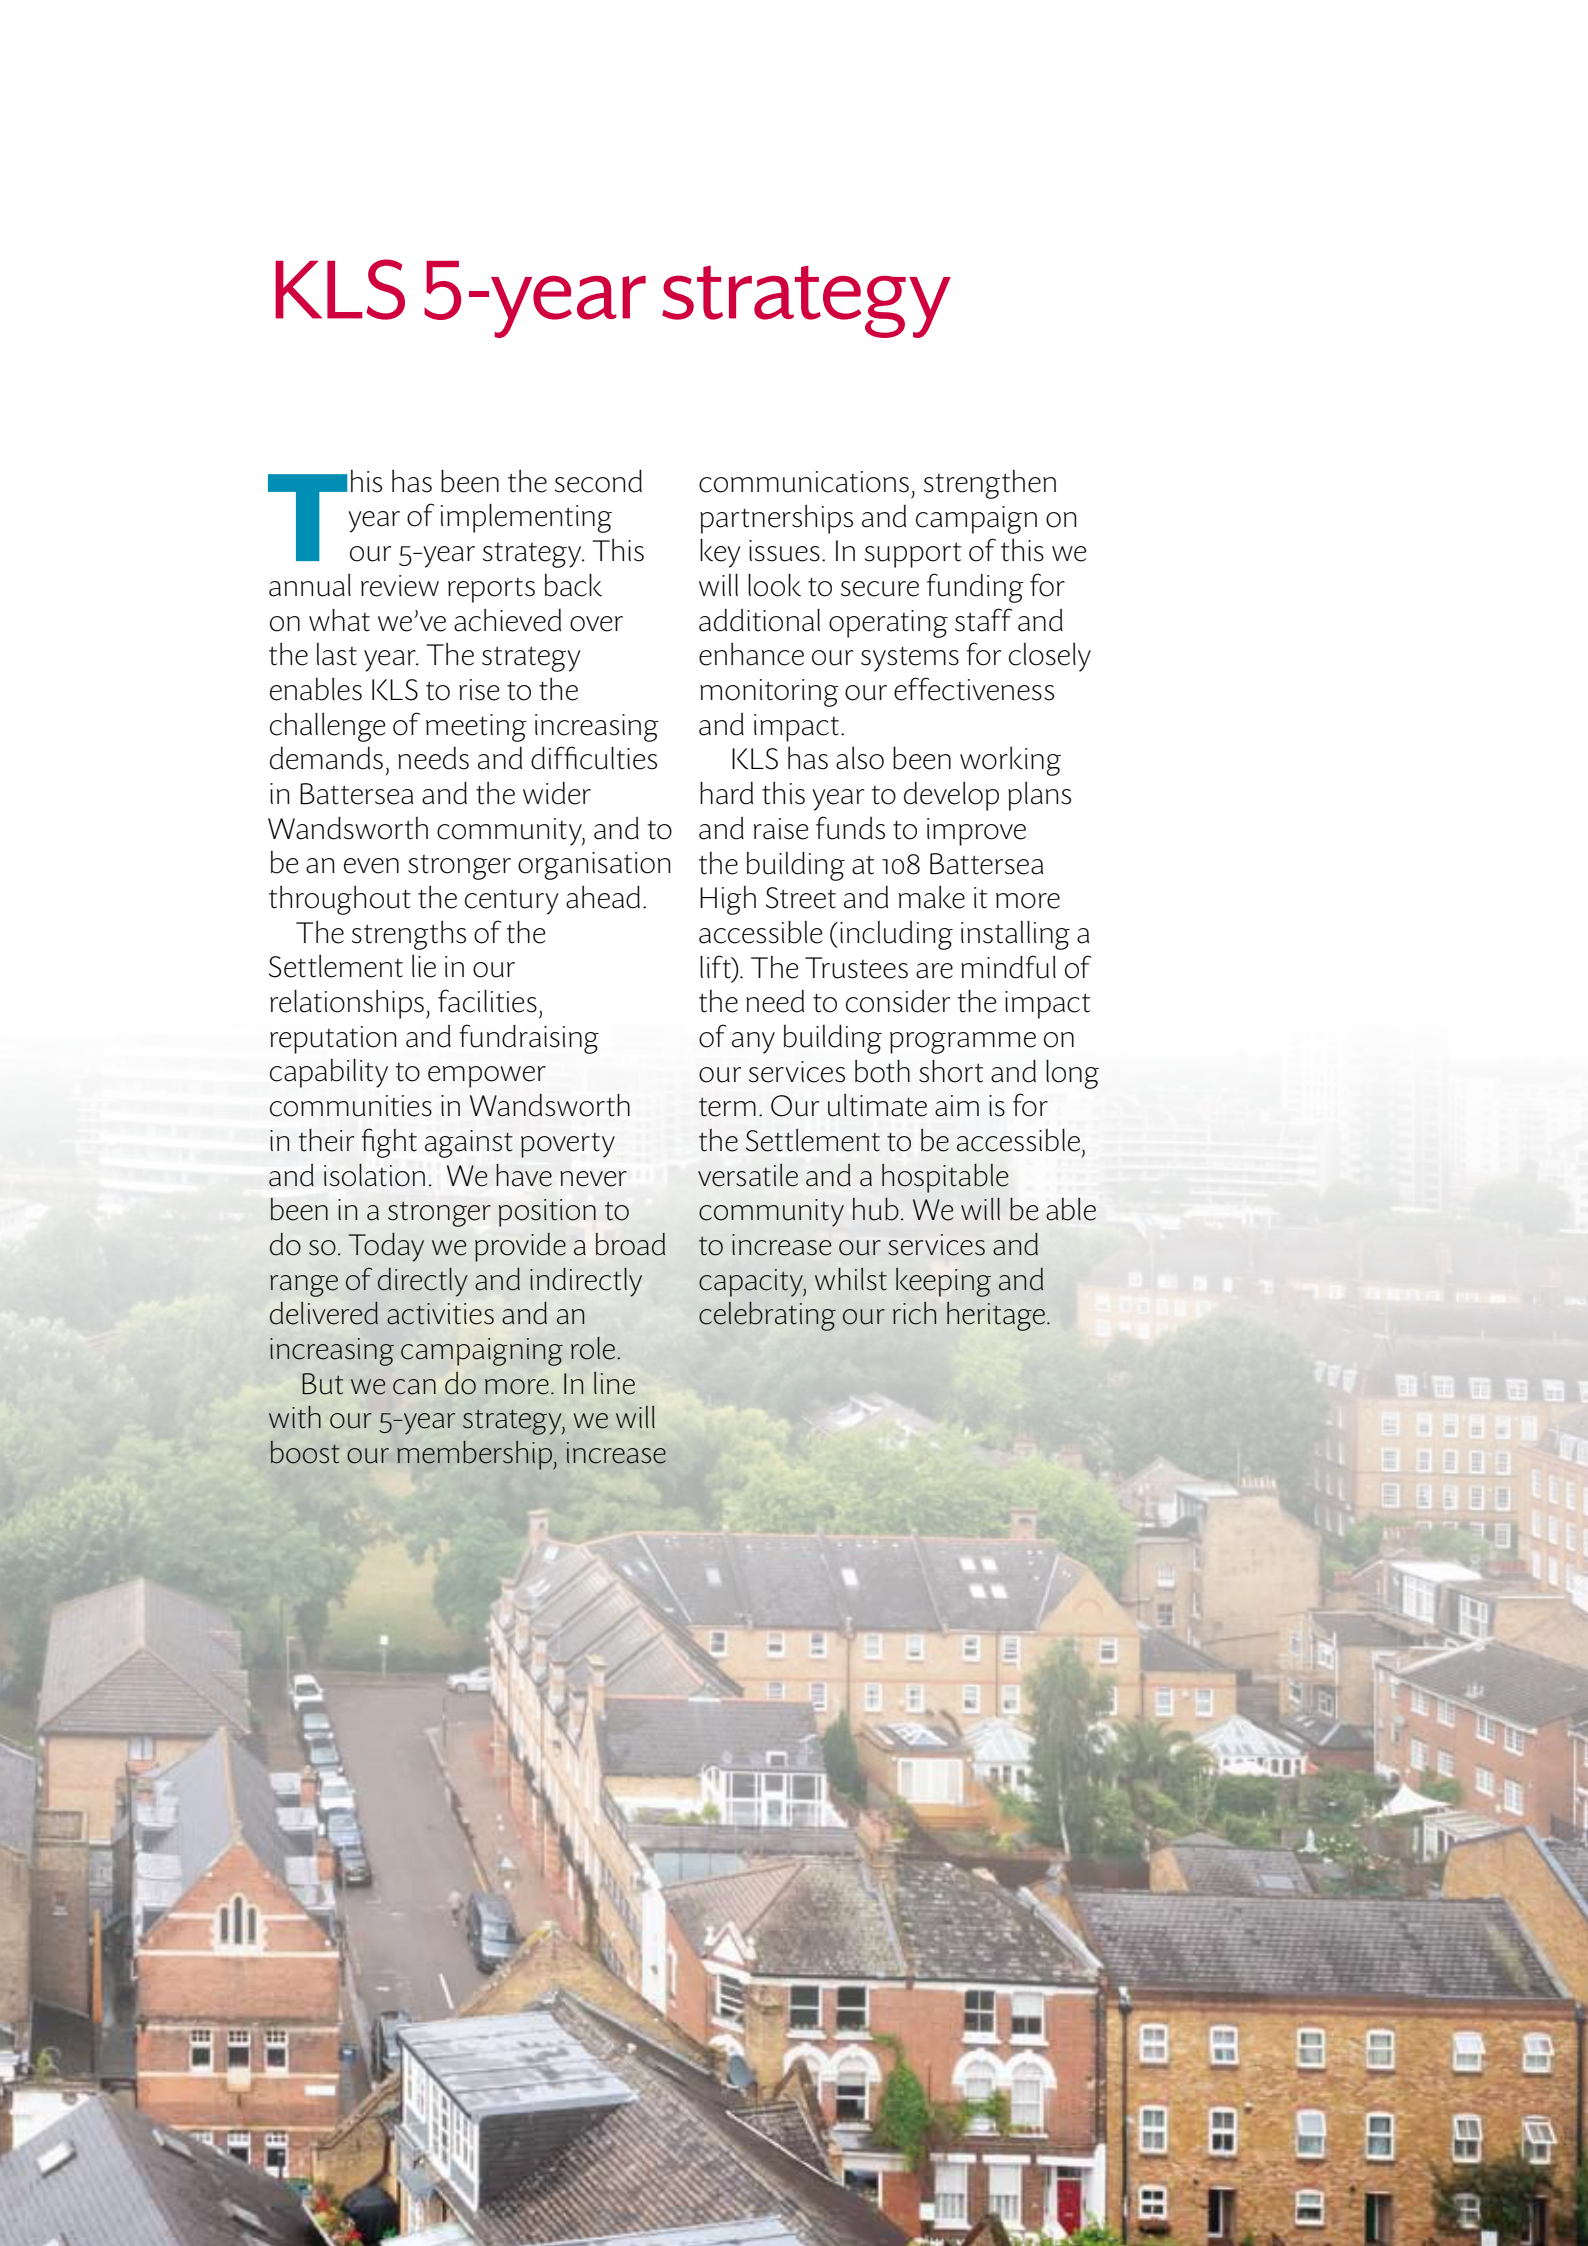 KLS 5-year strategy
This has been the second
year of implementing
our 5-year strategy. This
annual review reports back
on what we’ve achieved over
the last year. The strategy
enables KLS to rise to the
challenge of meeting increasing
demands, needs and difficulties
in Battersea and the wider
Wandsworth community, and to
be an even stronger organisation
throughout the century ahead.
The strengths of the
Settlement lie in our
relationships, facilities,
reputation and fundraising
capability to empower
communities in Wandsworth
in their fight against poverty
and isolation. We have never
been in a stronger position to
do so. Today we provide a broad
range of directly and indirectly
delivered activities and an
increasing campaigning role.
But we can do more. In line
with our 5-year strategy, we will
boost our membership, increase
communications, strengthen
partnerships and campaign on
key issues. In support of this we
will look to secure funding for
additional operating staff and
enhance our systems for closely
monitoring our effectiveness
and impact.
KLS has also been working
hard this year to develop plans
and raise funds to improve
the building at 108 Battersea
High Street and make it more
accessible (including installing a
lift). The Trustees are mindful of
the need to consider the impact
of any building programme on
our services both short and long
term. Our ultimate aim is for
the Settlement to be accessible,
versatile and a hospitable
community hub. We will be able
to increase our services and
capacity, whilst keeping and
celebrating our rich heritage.